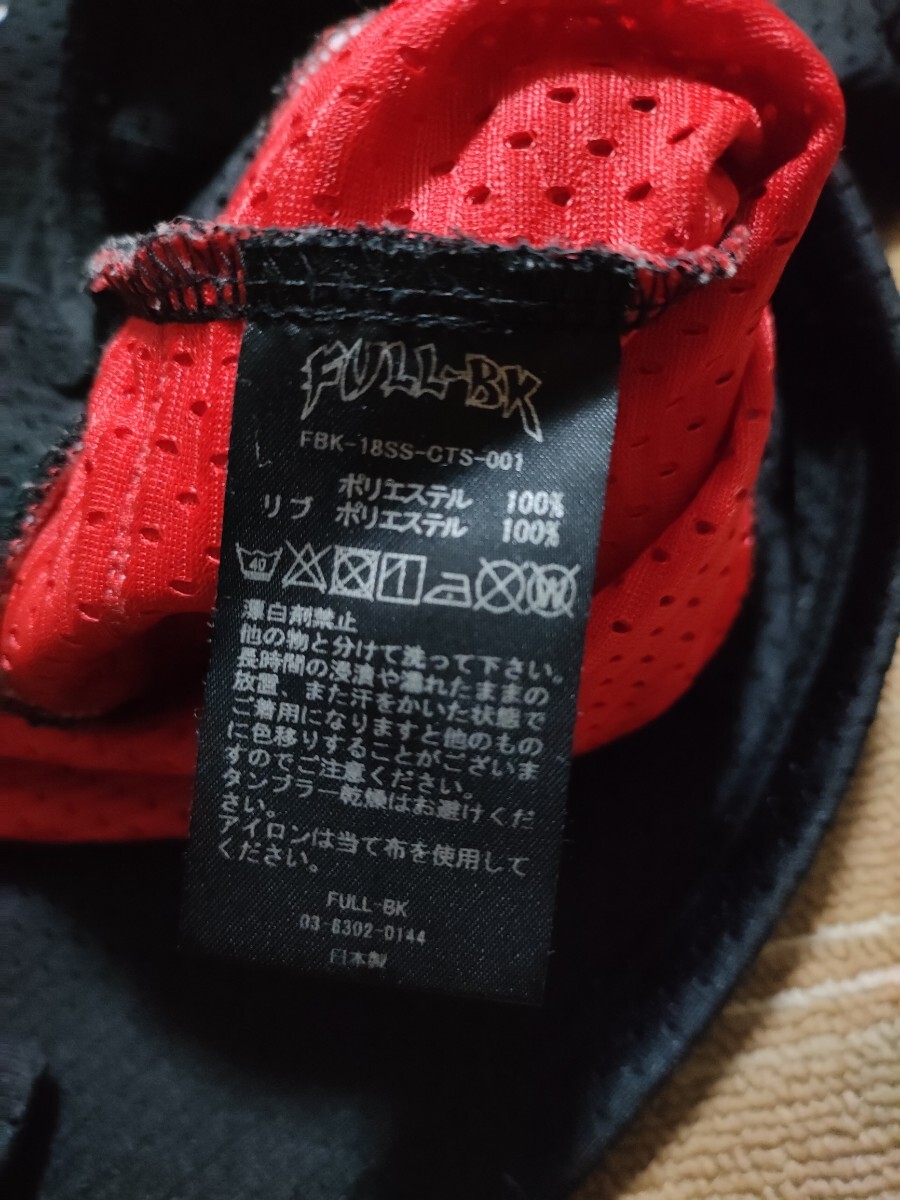 FULL-BK
FBK-18SS-CTS-001
ポリエステル 100%
リブ ポリエステル 100%
40
W
漂白剤禁止
他の物と分けて洗って下さい。
長時間の浸漬や濡れたままの
放置、また汗をかいた状態で
ご着用になりますと他のもの
に色移りすることがございま
すのでご注意ください。
タンブラー乾燥はお避けくだ
さい。
アイロンは当て布を使用して
ください。
FULL-BK
03-6302-0144
日本製